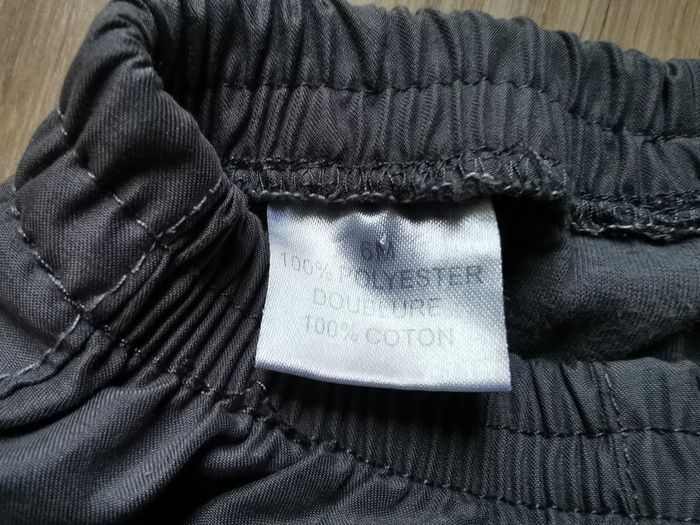 6M
100% POLYESTER
DOUBLURE
100% COTON